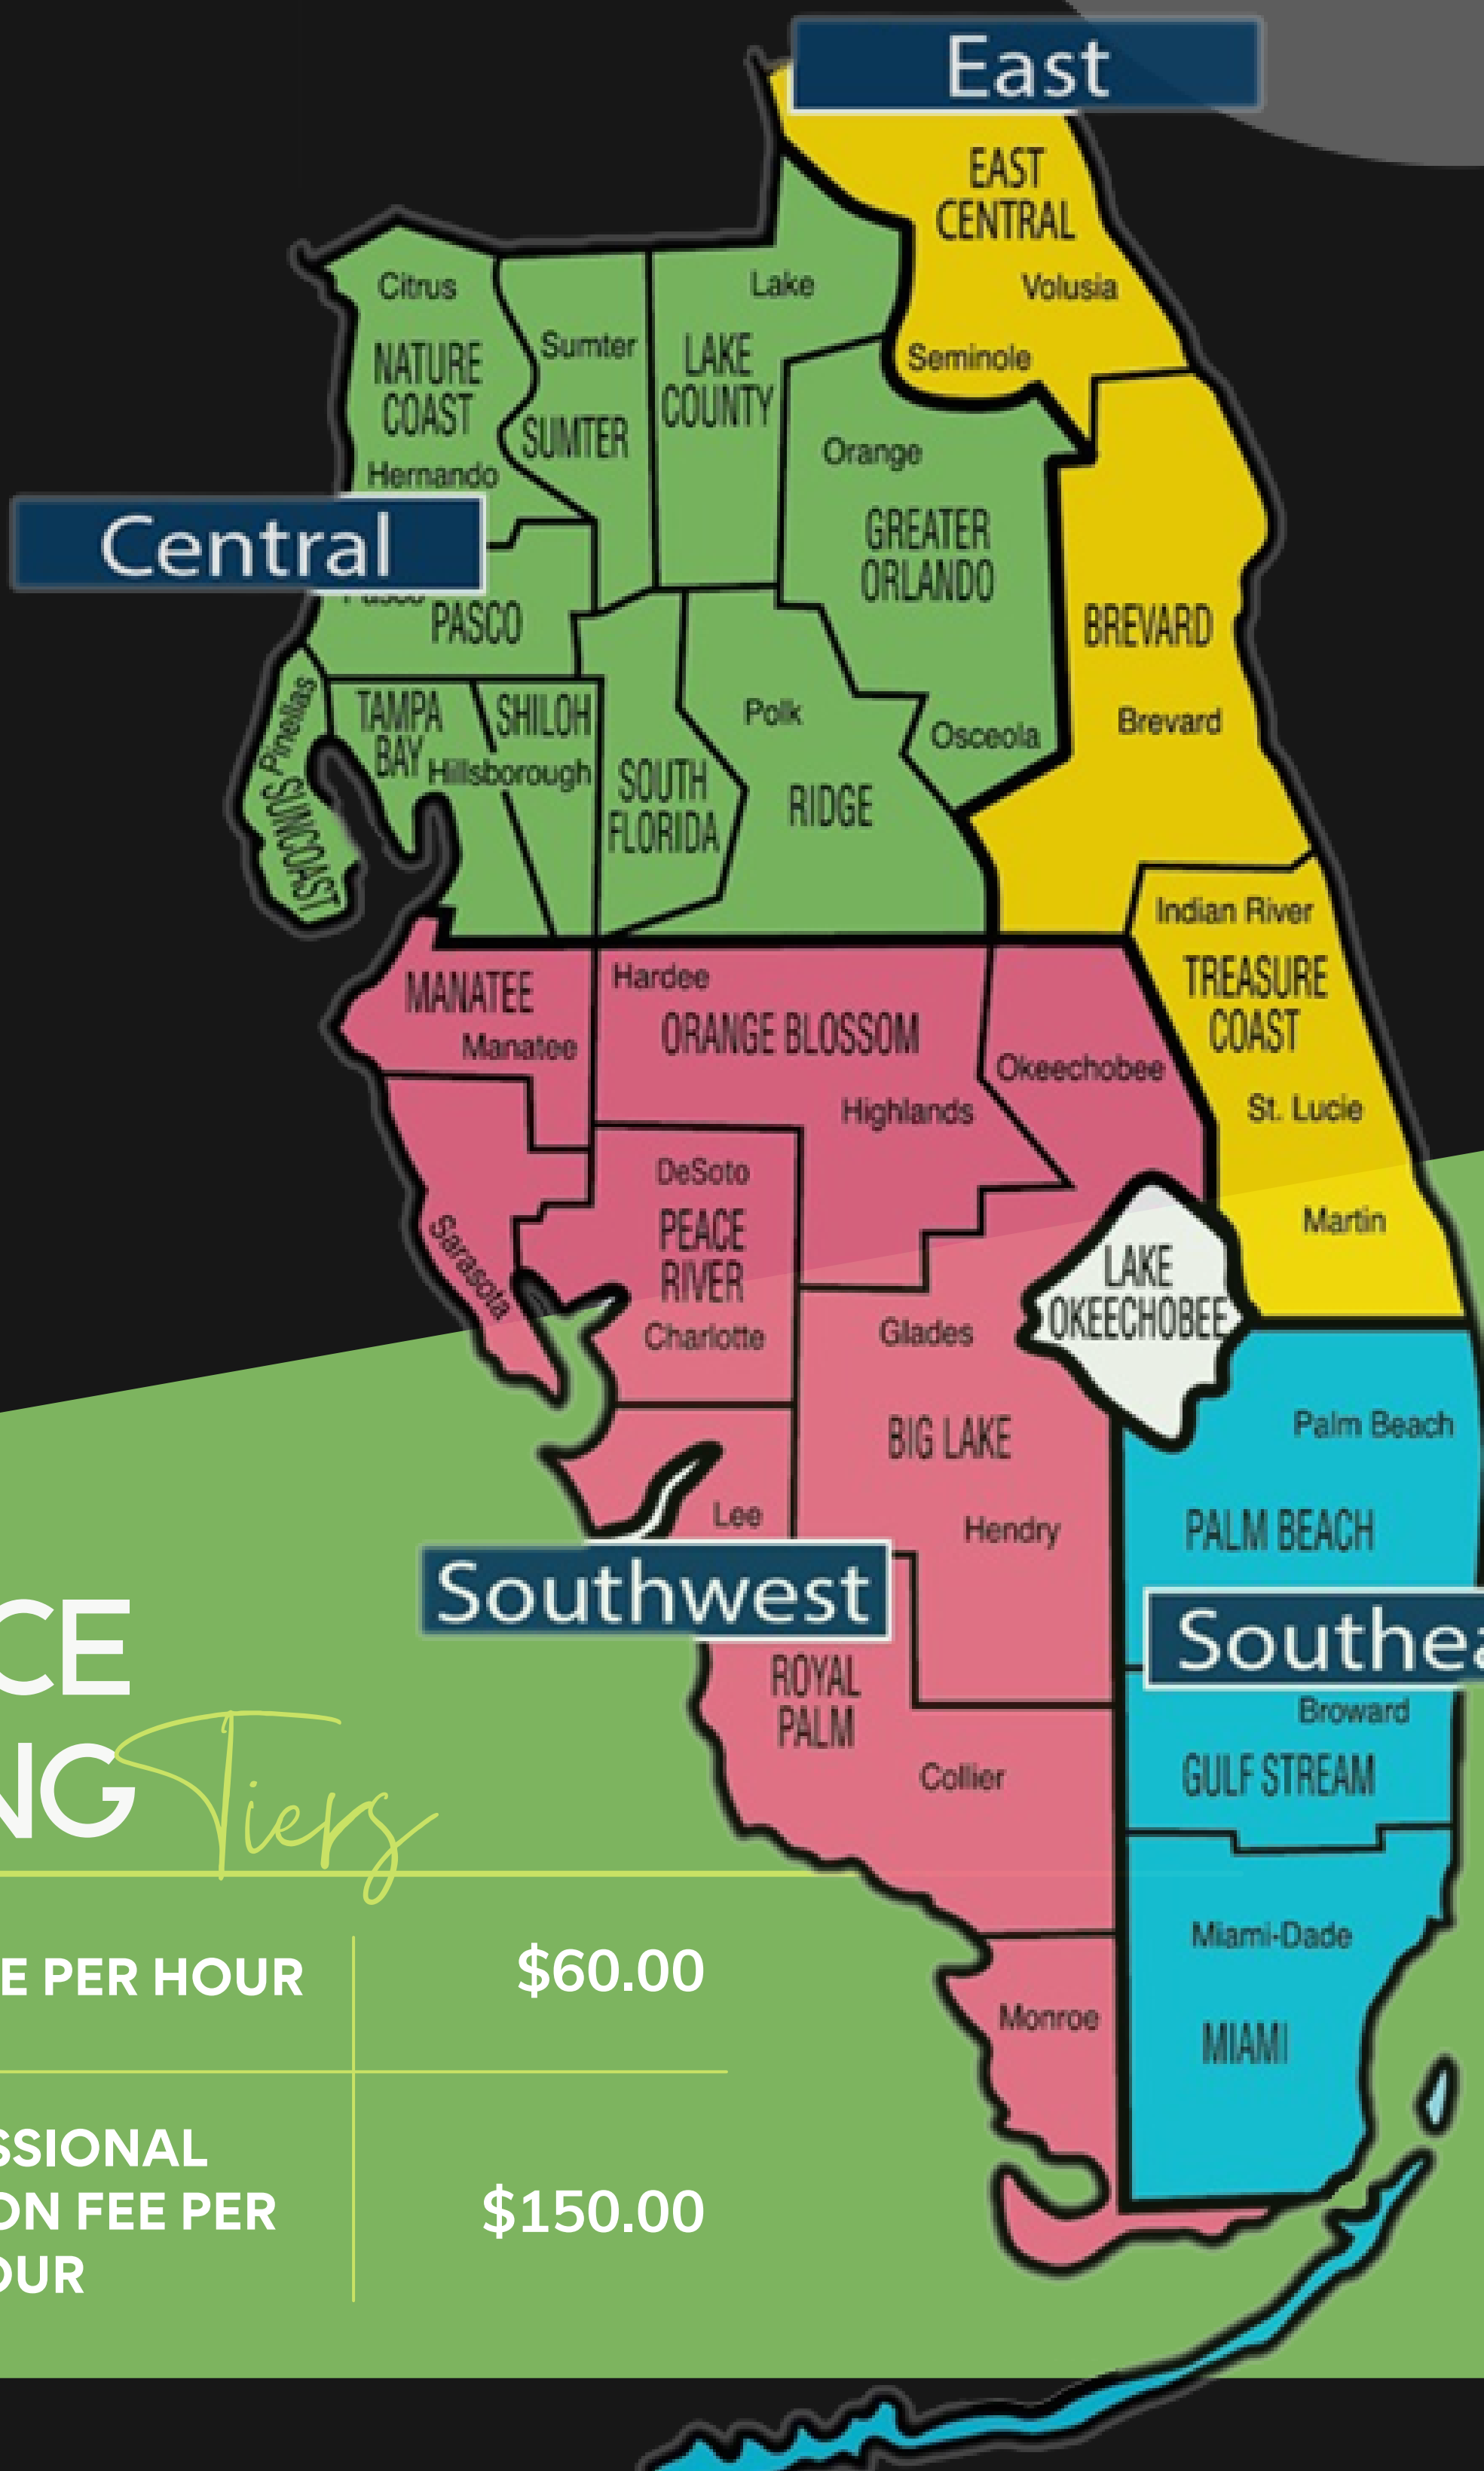 East
EAST
CENTRAL
Volusia
Seminole
Citrus
NATURE
COAST
Hernando
Sumter
SUMTER
Lake
LAKE
COUNTY
Orange
GREATER
ORLANDO
Osceola
Central
Pasco
PASCO
BREVARD
Brevard
Pinellas
SUNCOAST
TAMPA
BAY
SHILOH
Hillsborough
SOUTH
FLORIDA
Polk
RIDGE
Indian River
TREASURE
COAST
St. Lucie
Martin
MANATEE
Manatee
Hardee
ORANGE BLOSSOM
Highlands
Okeechobee
Sarasota
DeSoto
PEACE
RIVER
Charlotte
LAKE
OKEECHOBEE
Glades
BIG LAKE
Hendry
Lee
Palm Beach
PALM BEACH
Southwest
Southea
ROYAL
PALM
Collier
Broward
GULF STREAM
Monroe
Miami-Dade
MIAMI
CE
NG Tiers
E PER HOUR
$60.00
SSIONAL
ON FEE PER
OUR
$150.00